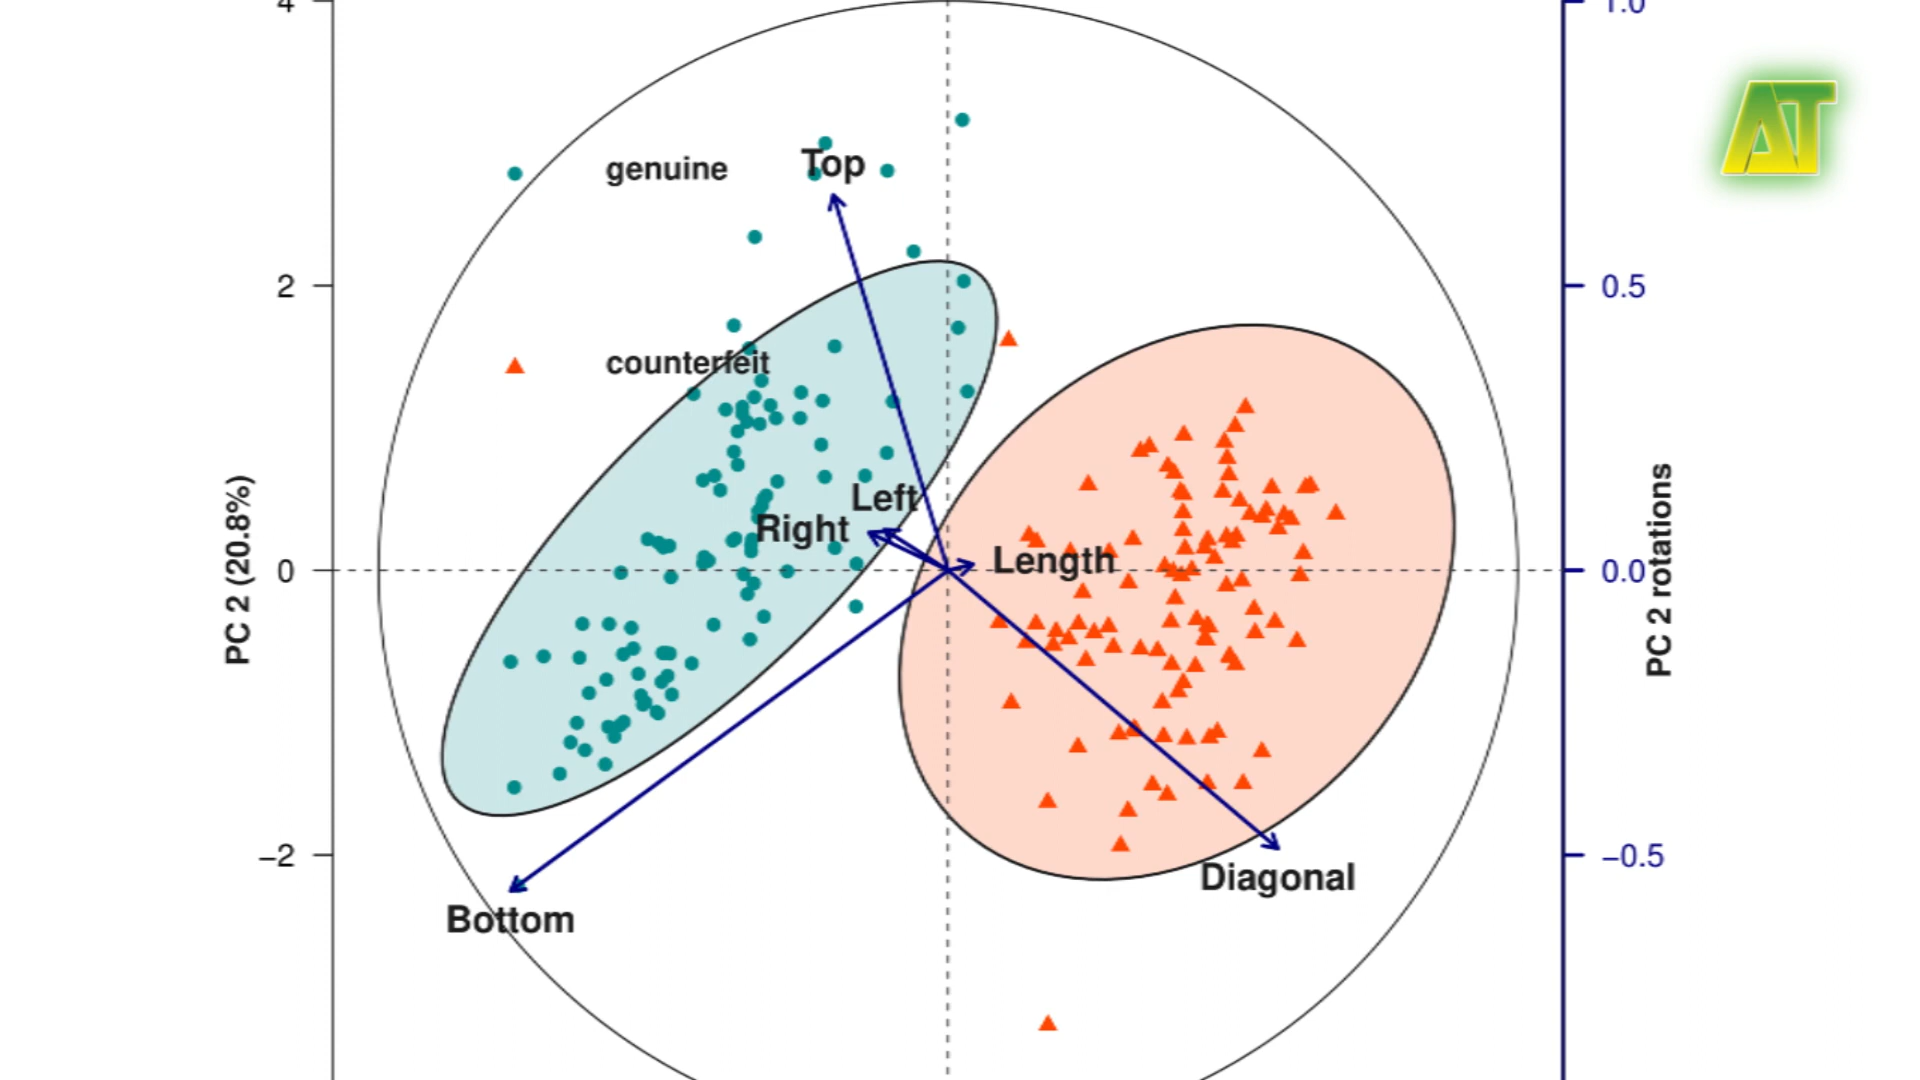 4
1.0
AT
genuine
Top
2
0.5
counterfeit
Left
Right
Length
0
0.0
PC 2 (20.8%)
PC 2 rotations
−2
−0.5
Diagonal
Bottom